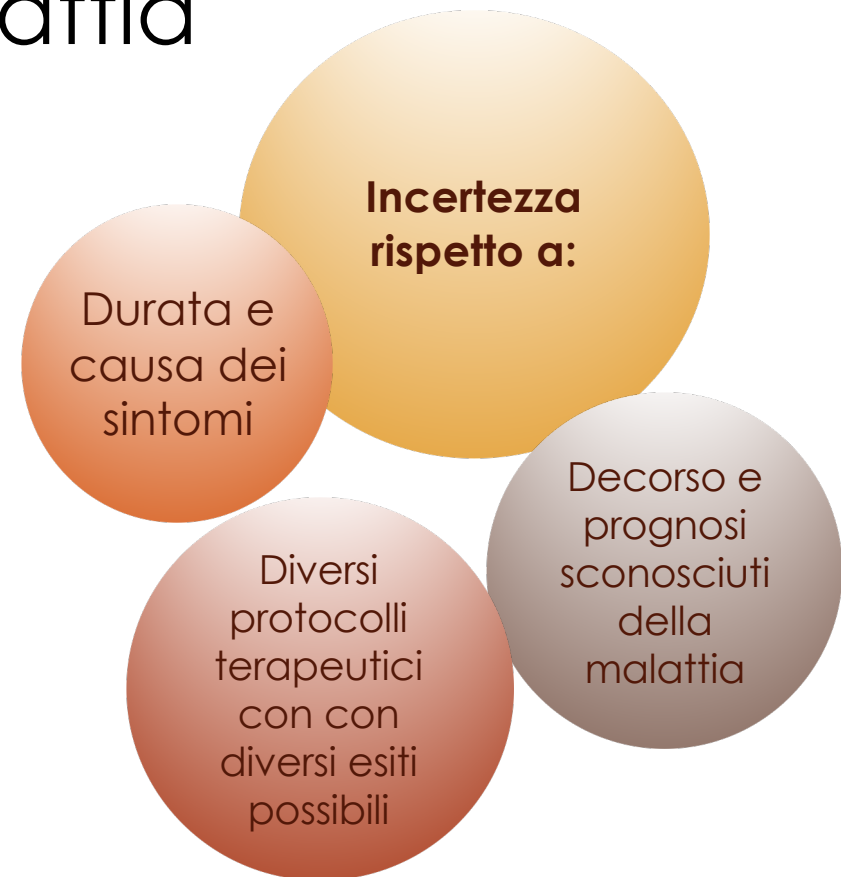 attia
Incertezza
rispetto a:
Durata e
causa dei
sintomi
Decorso e
prognosi
sconosciuti
della
malattia
Diversi
protocolli
terapeutici
con con
diversi esiti
possibili